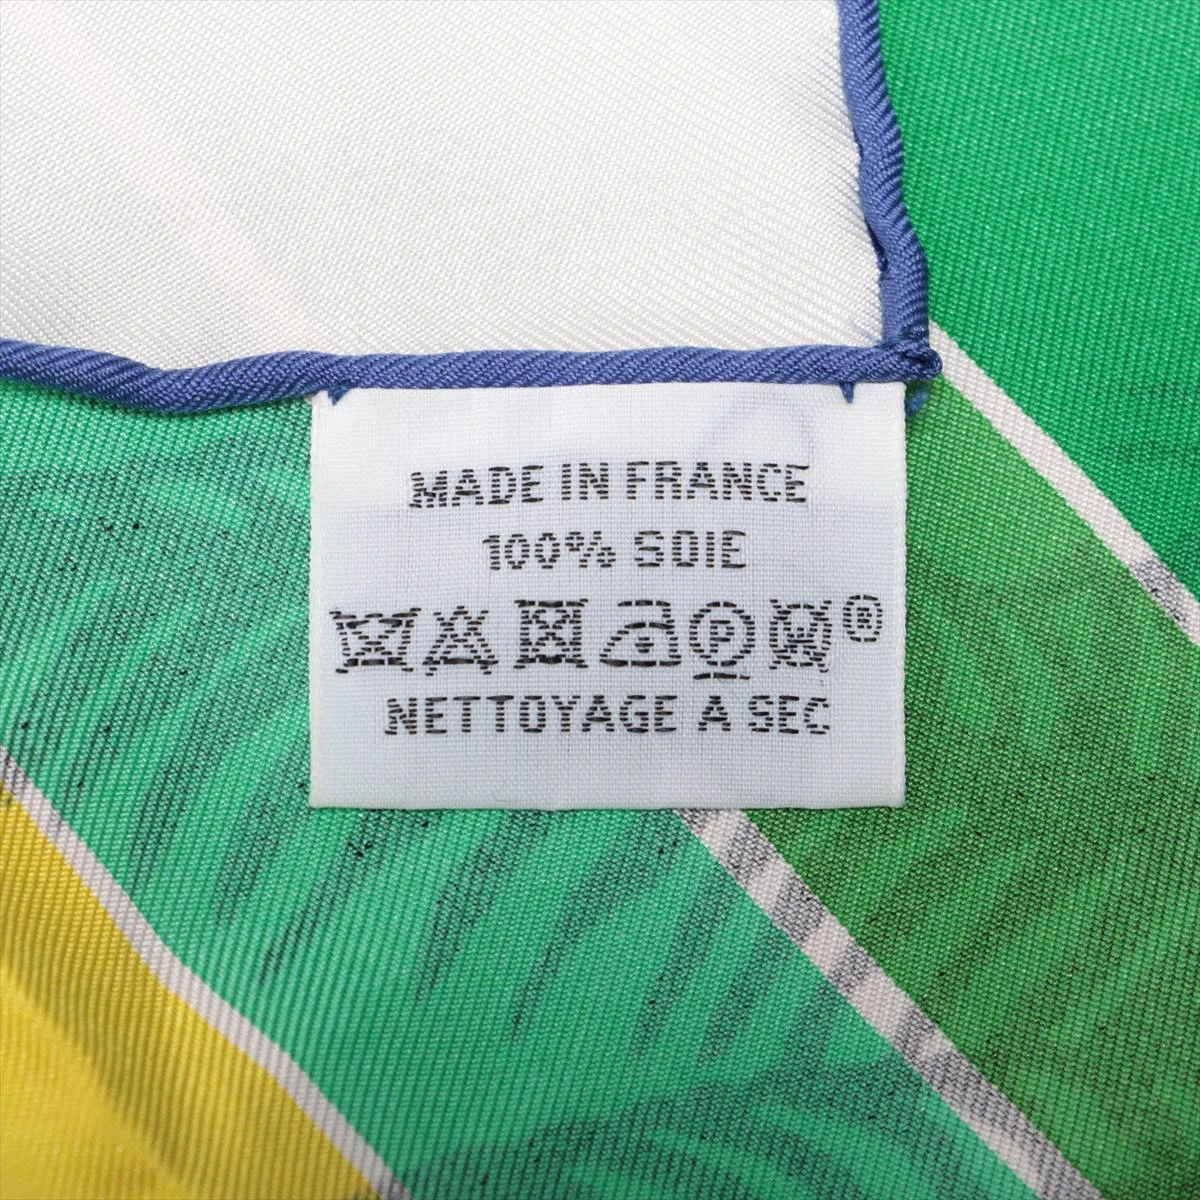 MADE IN FRANCE
100% SOIE
P ®
NETTOYAGE A SEC